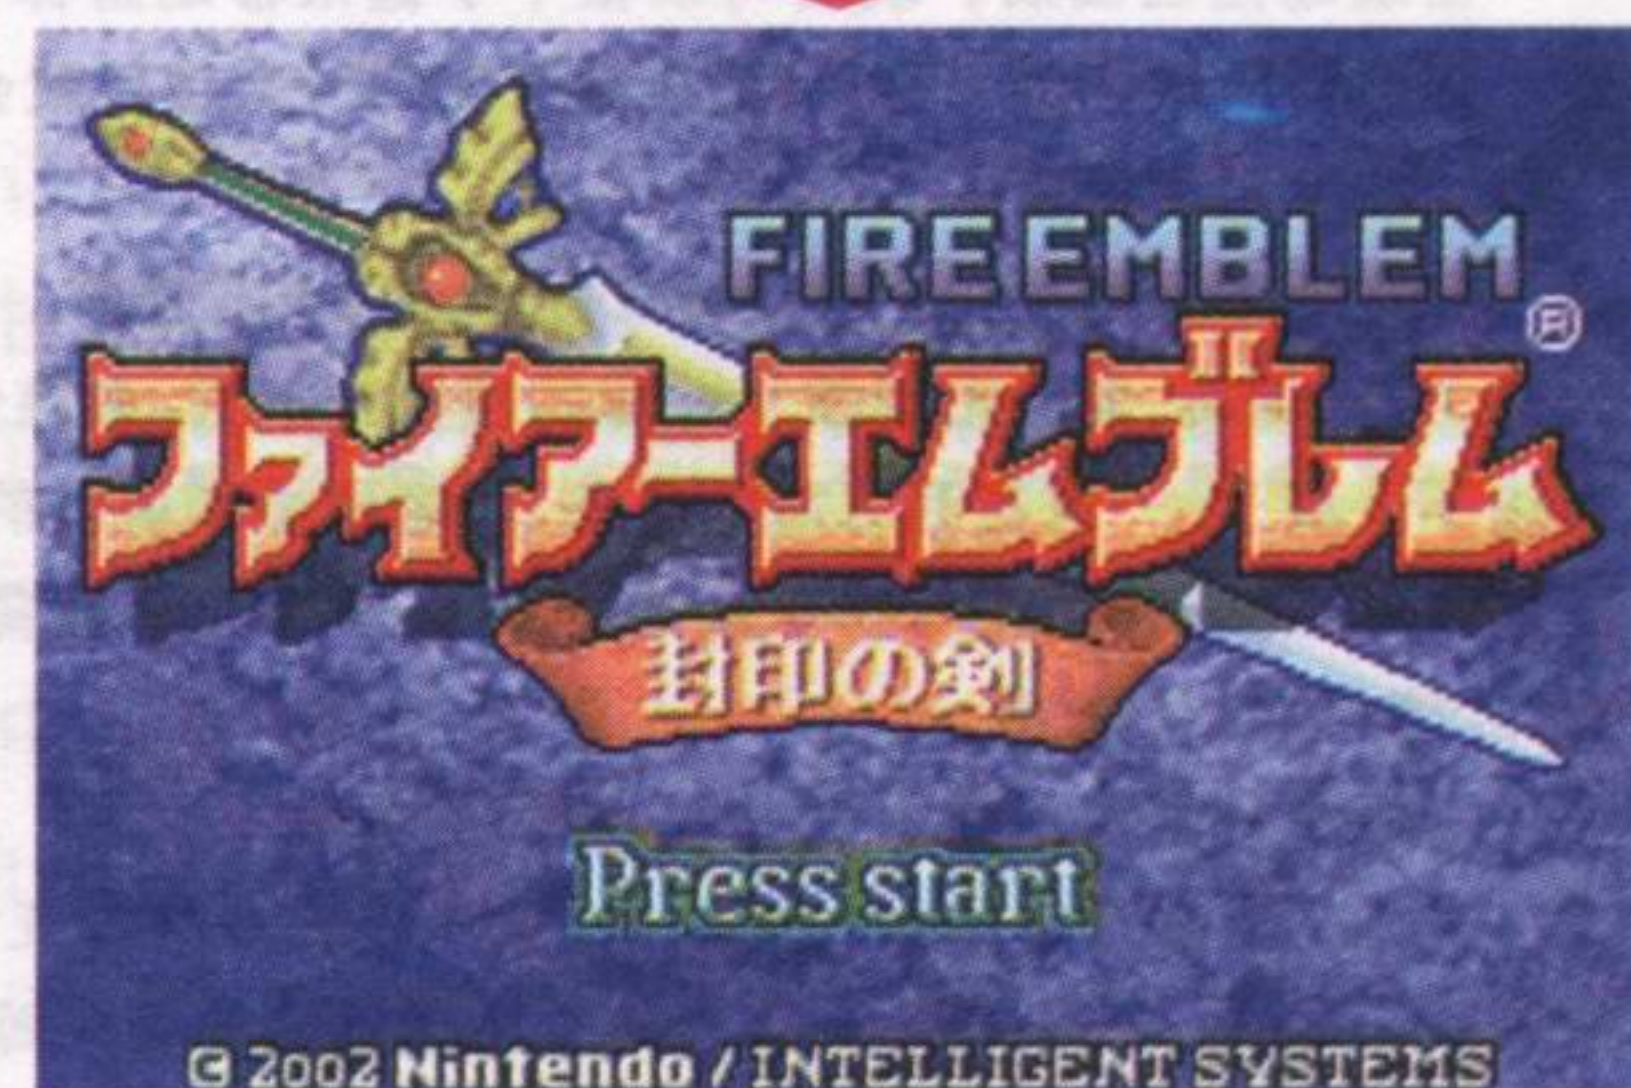 FIRE EMBLEM
®
ファイアーエムブレム
封印の剣
Press start
© 2002 Nintendo / INTELLIGENT SYSTEMS